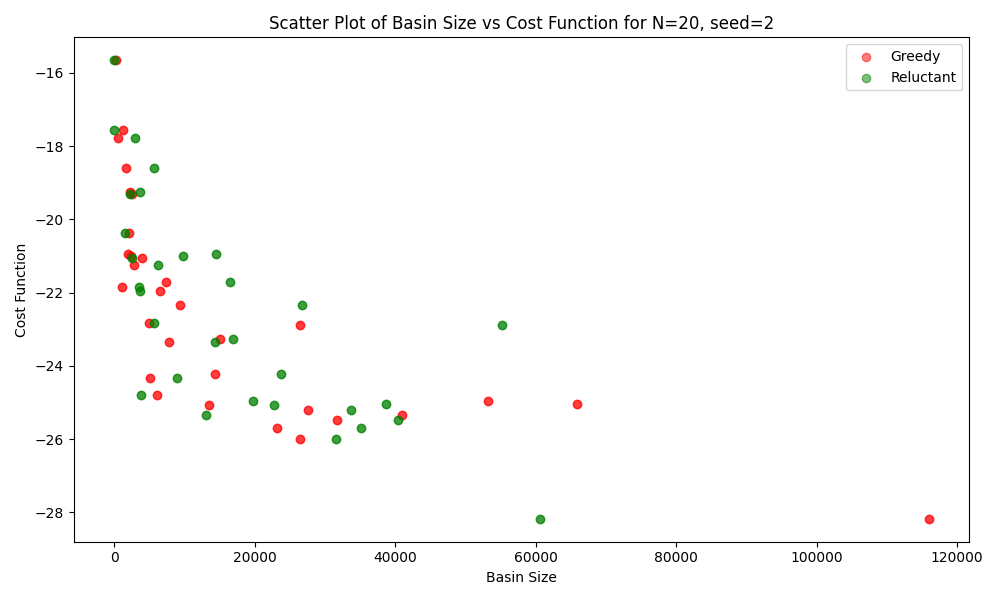 Scatter Plot of Basin Size vs Cost Function for N=20, seed=2
Greedy
Reluctant
Cost Function
−16
−18
−20
−22
−24
−26
−28
0
20000
40000
60000
80000
100000
120000
Basin Size